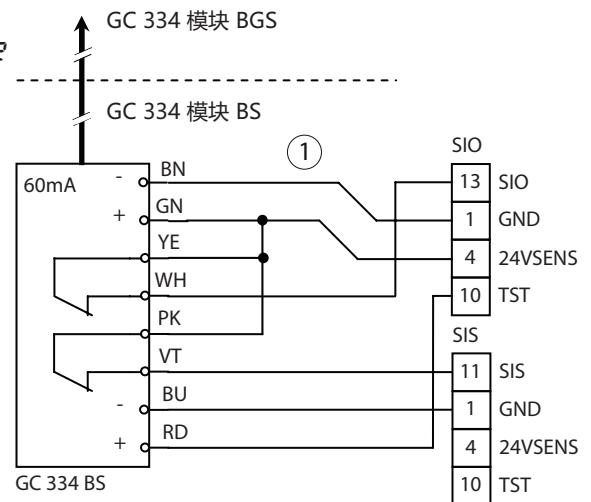 GC 334 模块 BGS
GC 334 模块 BS
1
SIO
60mA
- BN
13 SIO
+ GN
1 GND
YE
4 24VSENS
WH
10 TST
PK
SIS
VT
11 SIS
- BU
1 GND
+ RD
4 24VSENS
GC 334 BS
10 TST